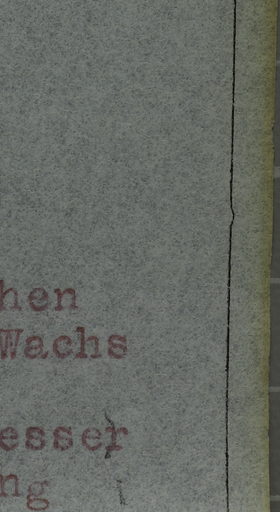 hen
Wachs
esser
ng